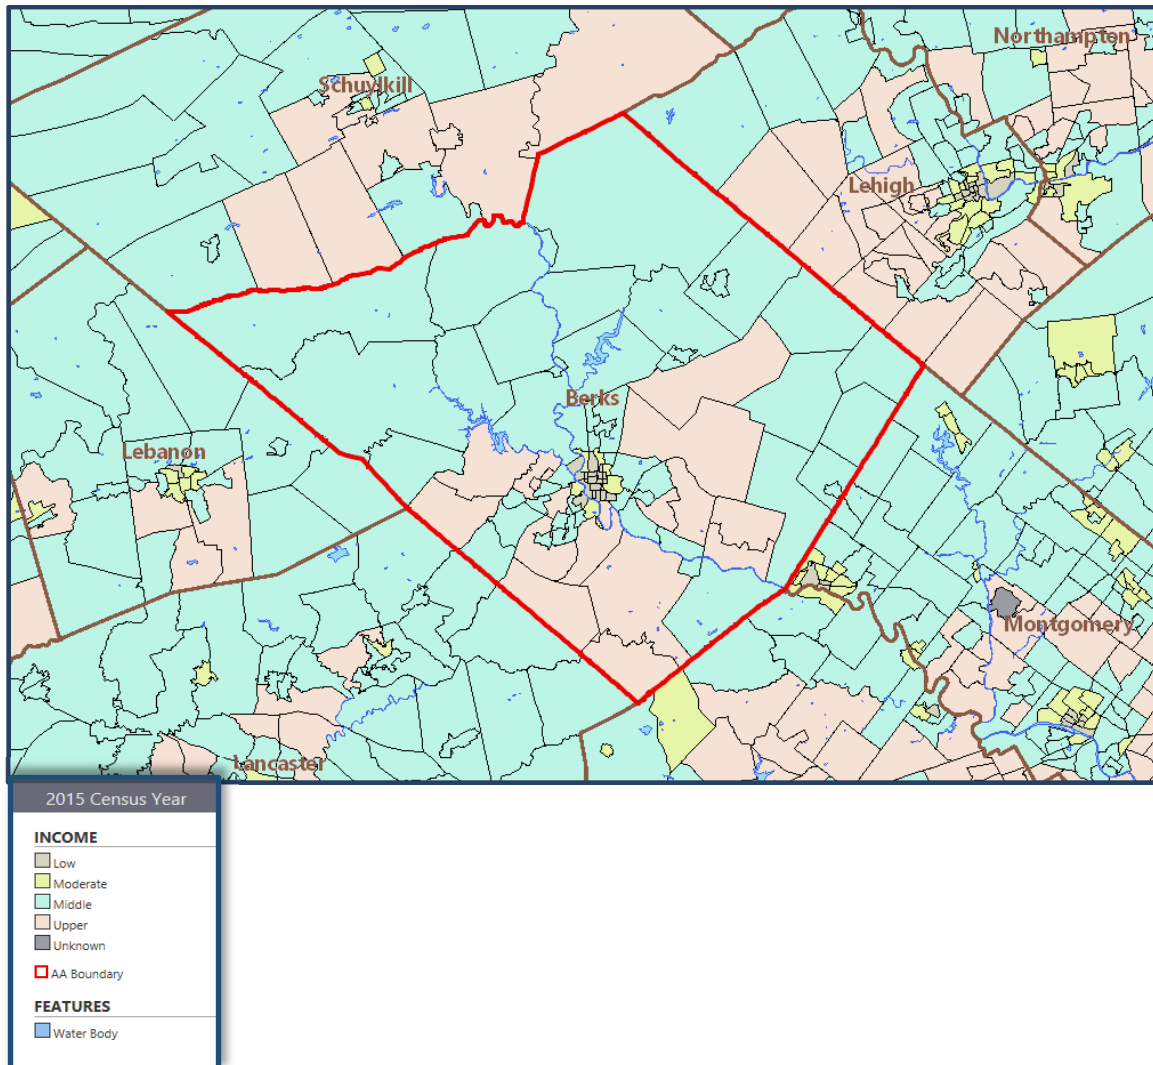 Northampton
Schuylkill
Lehigh
Berks
Lebanon
Montgomery
Lancaster
2015 Census Year
INCOME
Low
Moderate
Middle
Upper
Unknown
AA Boundary
FEATURES
Water Body